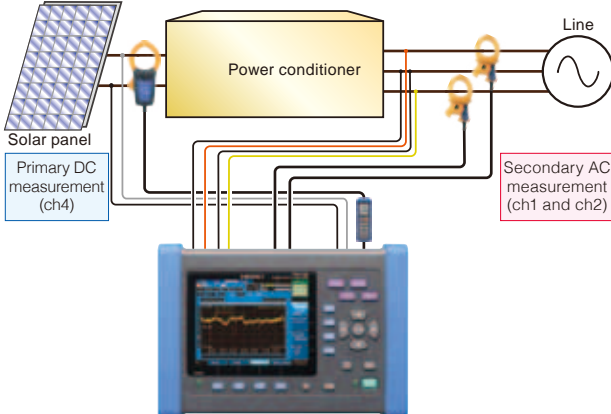 Line
Power conditioner
Solar panel
Primary DC
measurement
(ch4)
Secondary AC
measurement
(ch1 and ch2)